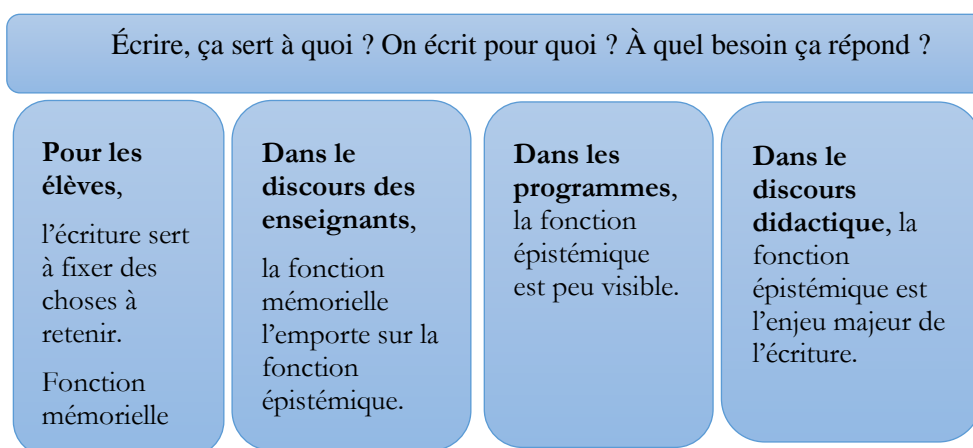 Écrire, ça sert à quoi ? On écrit pour quoi ? À quel besoin ça répond ?
Pour les
élèves,
l’écriture sert
à fixer des
choses à
retenir.
Fonction
mémorielle
Dans le
discours des
enseignants,
la fonction
mémorielle
l’emporte sur la
fonction
épistémique.
Dans les
programmes,
la fonction
épistémique
est peu visible.
Dans le
discours
didactique, la
fonction
épistémique est
l’enjeu majeur de
l’écriture.